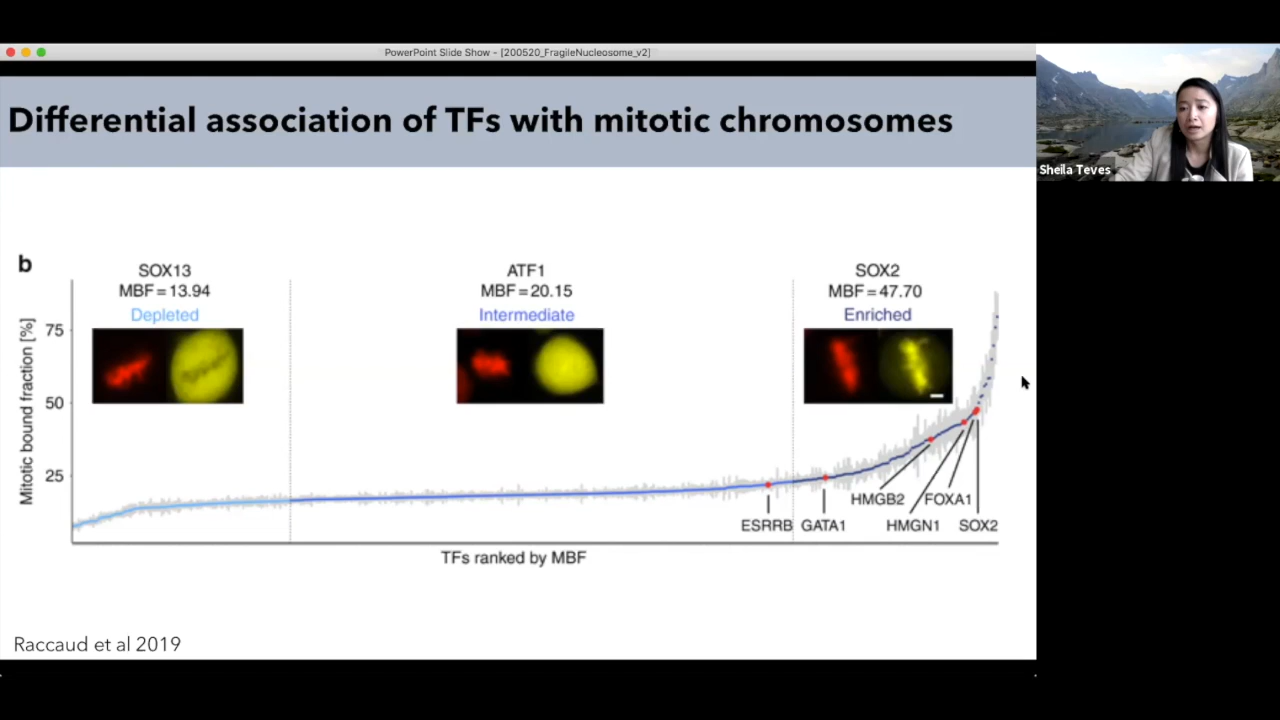 PowerPoint Slide Show - [200520_FragileNucleosome_v2]
Differential association of TFs with mitotic chromosomes
Sheila Teves
b
SOX13
MBF = 13.94
Depleted
ATF1
MBF = 20.15
Intermediate
SOX2
MBF = 47.70
Enriched
Mitotic bound fraction [%]
75
50
25
ESRRB
GATA1
HMGB2
HMGN1
FOXA1
SOX2
TFs ranked by MBF
Raccaud et al 2019